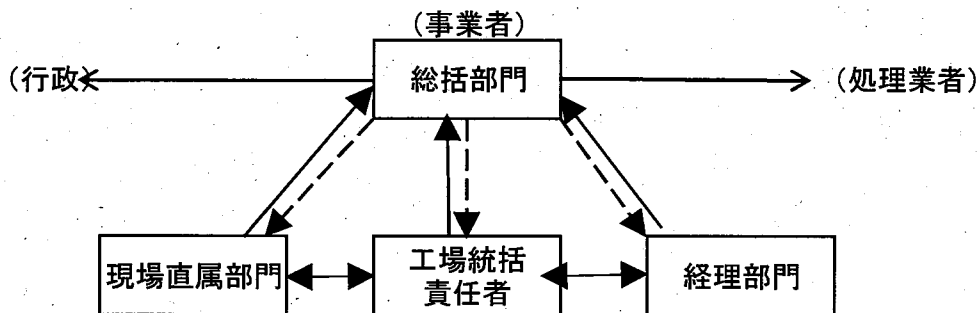 (事業者)
(行政)
総括部門
(処理業者)
現場直属部門
工場統括
責任者
経理部門